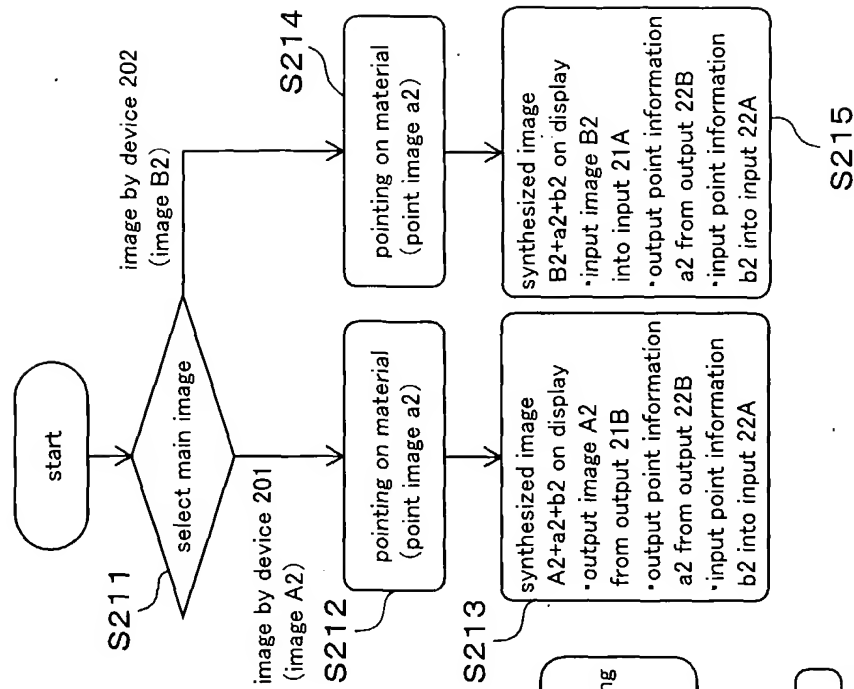 start
select main image
S211
image by device 202
(image B2)
image by device 201
(image A2)
S212
pointing on material
(point image a2)
S214
pointing on material
(point image a2)
S213
synthesized image
A2+a2+b2 on display
•output image A2
from output 21B
•output point information
a2 from output 22B
•input point information
b2 into input 22A
synthesized image
B2+a2+b2 on display
•input image B2
into input 21A
•output point information
a2 from output 22B
•input point information
b2 into input 22A
S215